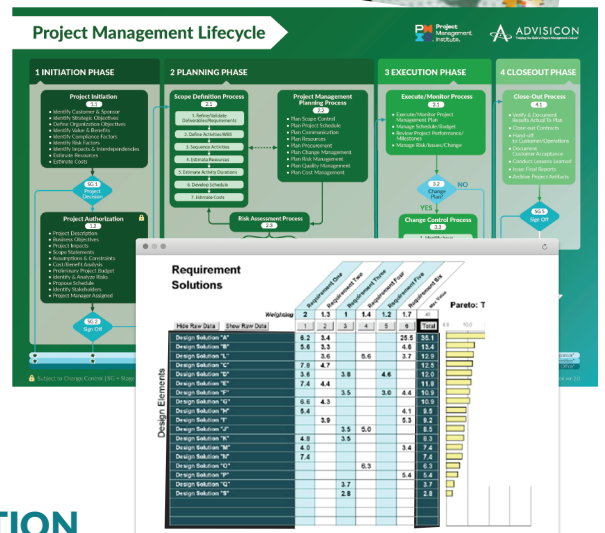 Project Management Lifecycle
Project
Management
Institute.
ADVISICON
1 INITIATION PHASE
Project Initiation
1.1
• Identify Customer & Sponsor
• Identify Strategic Objectives
• Define Organization Objectives
• Identify Value & Benefits
• Identify Compliance Factors
• Identify Risk Factors
• Identify Impacts & Interdependencies
• Estimate Resources
• Estimate Costs
SG 1
Project
Decision
Project Authorization
1.2
• Project Description
• Business Objectives
• Project Impacts
• Scope Statements
• Assumptions & Constraints
• Cost/Benefit Analysis
• Preliminary Project Budget
• Identify & Analyze Risks
• Propose Schedule
• Identify Stakeholders
• Project Manager Assigned
SG 2
Sign Off
2 PLANNING PHASE
Scope Definition Process
2.1
1. Refine/Validate
Deliverables/Requirements
2. Define Activities/WBS
3. Sequence Activities
4. Estimate Resources
5. Estimate Activity Durations
6. Develop Schedule
7. Estimate Costs
Project Management
Planning Process
2.2
• Plan Scope Control
• Plan Project Schedule
• Plan Communication
• Plan Resources
• Plan Procurement
• Plan Change Management
• Plan Risk Management
• Plan Quality Management
• Plan Cost Management
Risk Assessment Process
2.3
3 EXECUTION PHASE
Execute/Monitor Process
3.1
• Execute/Monitor Project
Management Plan
• Manage Schedule/Budget
• Review Project Performance/
Milestones
• Manage Risk/Issues/Change
3.2
Change
Plan?
NO
YES
Change Control Process
3.3
4 CLOSEOUT PHASE
Close-Out Process
4.1
• Verify & Document
Results Actual To Plan
• Close-out Contracts
• Hand-off
to Customer/Operations
• Document
Customer Acceptance
• Conduct Lessons Learned
• Issue Final Reports
• Archive Project Artifacts
SG 5
Sign Off
Subject to Change Control | SG = Stage
Requirement
Solutions
Requirement One
Requirement Two
Requirement Three
Requirement Four
Requirement Five
Requirement Six
Max Value
Pareto: T
Weighting 2 1.3 1 1.4 1.2 1.7 40
Hide Raw Data Show Raw Data 1 2 3 4 5 6 Total 0.0 10.0
Design Elements
Design Solution "A" 6.2 3.4 25.5 35.1
Design Solution "B" 5.6 3.3 4.6 13.4
Design Solution "L" 3.6 5.6 3.7 12.9
Design Solution "C" 7.8 4.7 12.5
Design Solution "D" 3.6 3.8 4.6 12.0
Design Solution "E" 7.4 4.4 11.8
Design Solution "F" 3.5 3.0 4.4 10.9
Design Solution "G" 6.6 4.3 10.9
Design Solution "H" 5.4 4.1 9.5
Design Solution "I" 3.9 5.3 9.2
Design Solution "J" 3.5 5.0 8.5
Design Solution "K" 4.8 3.5 8.3
Design Solution "M" 4.0 3.4 7.4
Design Solution "N" 7.4 7.4
Design Solution "O" 6.3 6.3
Design Solution "P" 5.4 5.4
Design Solution "Q" 3.7 3.7
Design Solution "S" 2.8 2.8
TION